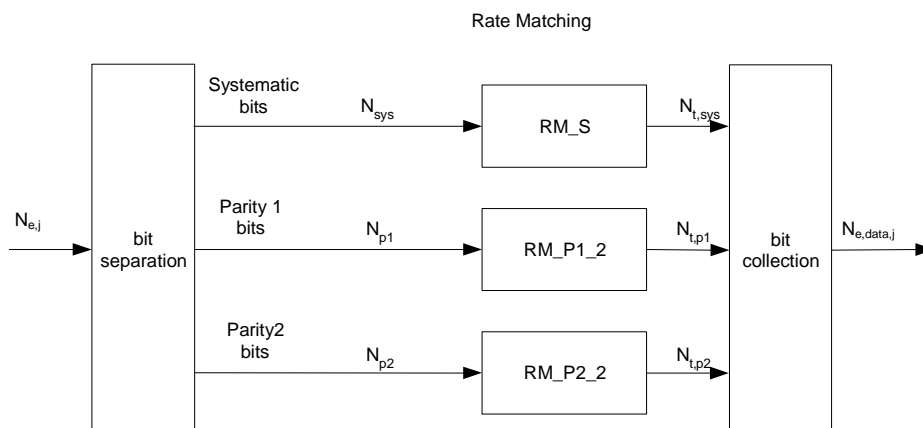 Rate Matching
Systematic
bits
N_sys
RM_S
N_t,sys
N_e,j
bit
separation
Parity 1
bits
N_p1
RM_P1_2
N_t,p1
bit
collection
N_e,data,j
Parity2
bits
N_p2
RM_P2_2
N_t,p2